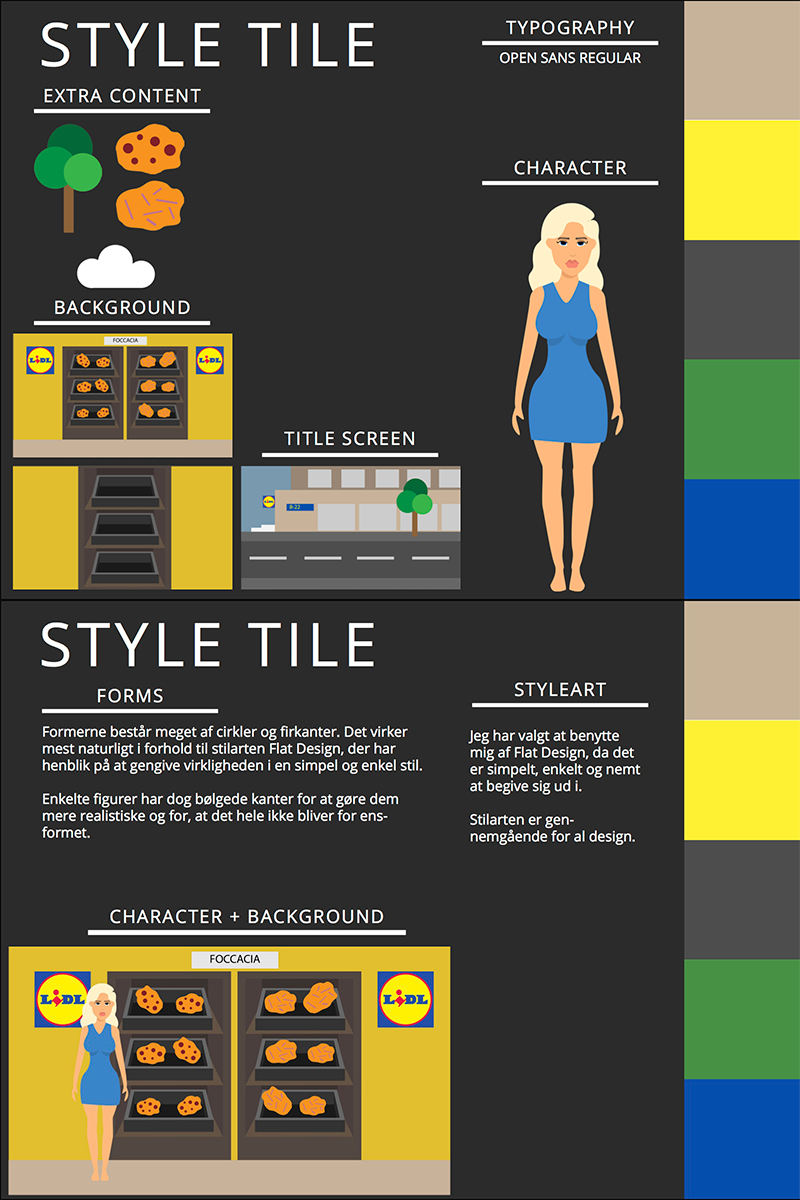 STYLE TILE
TYPOGRAPHY
OPEN SANS REGULAR
EXTRA CONTENT
CHARACTER
BACKGROUND
FOCCACIA
LiDL
LiDL
TITLE SCREEN
LiDL
B-22
STYLE TILE
FORMS
Formerne består meget af cirkler og firkanter. Det virker
mest naturligt i forhold til stilarten Flat Design, der har
henblik på at gengive virkligheden i en simpel og enkel stil.
Enkelte figurer har dog bølgede kanter for at gøre dem
mere realistiske og for, at det hele ikke bliver for ens-
formet.
STYLEART
Jeg har valgt at benytte
mig af Flat Design, da det
er simpelt, enkelt og nemt
at begive sig ud i.
Stilarten er gen-
nemgående for al design.
CHARACTER + BACKGROUND
FOCCACIA
LiDL
LiDL